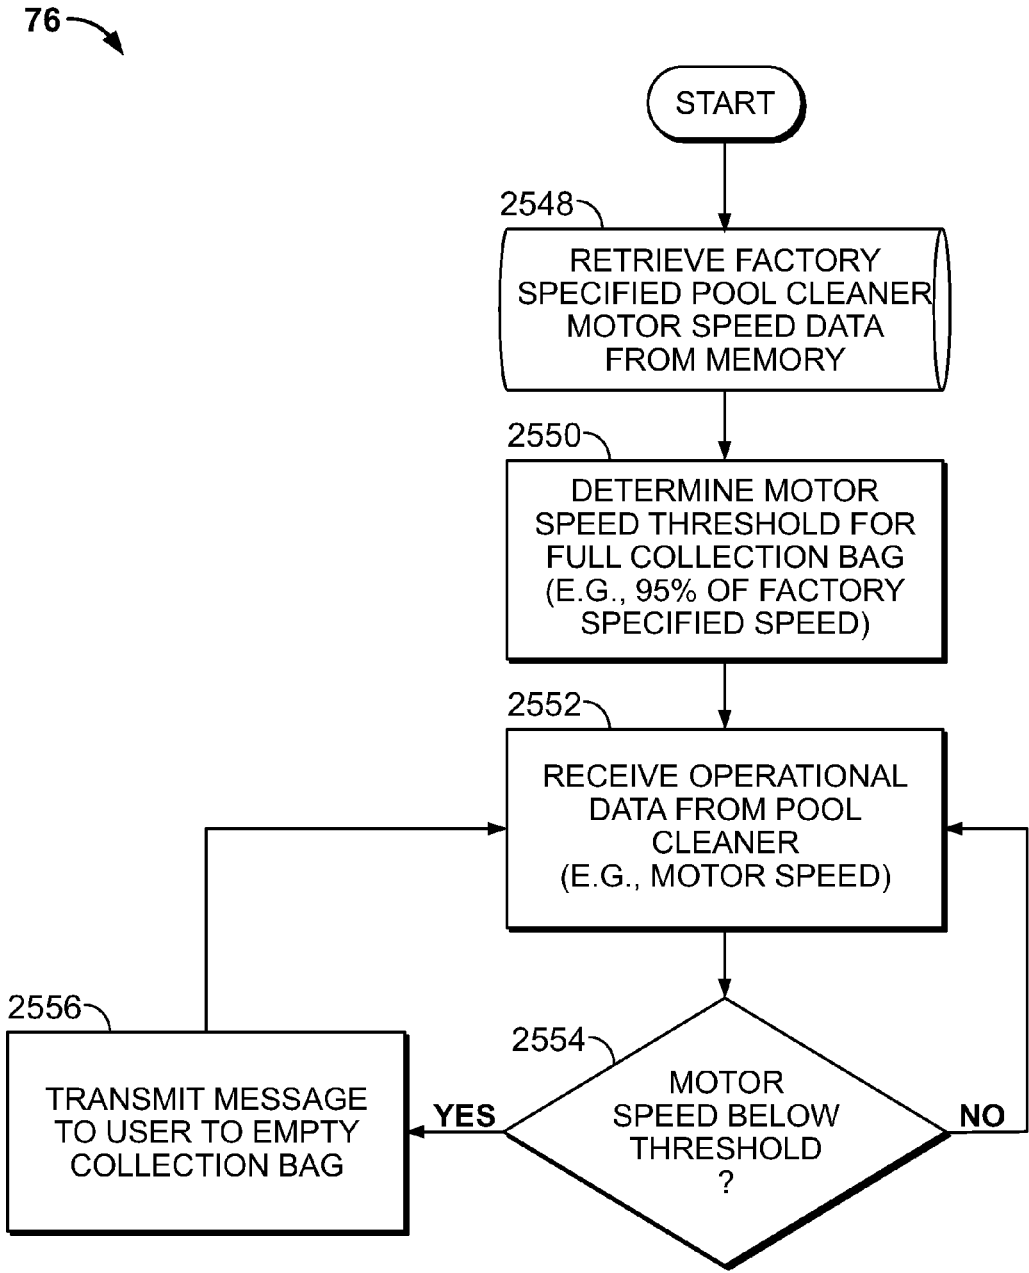 76
START
2548
RETRIEVE FACTORY
SPECIFIED POOL CLEANER
MOTOR SPEED DATA
FROM MEMORY
2550
DETERMINE MOTOR
SPEED THRESHOLD FOR
FULL COLLECTION BAG
(E.G., 95% OF FACTORY
SPECIFIED SPEED)
2552
RECEIVE OPERATIONAL
DATA FROM POOL
CLEANER
(E.G., MOTOR SPEED)
2554
MOTOR
SPEED BELOW
THRESHOLD
?
YES
NO
2556
TRANSMIT MESSAGE
TO USER TO EMPTY
COLLECTION BAG